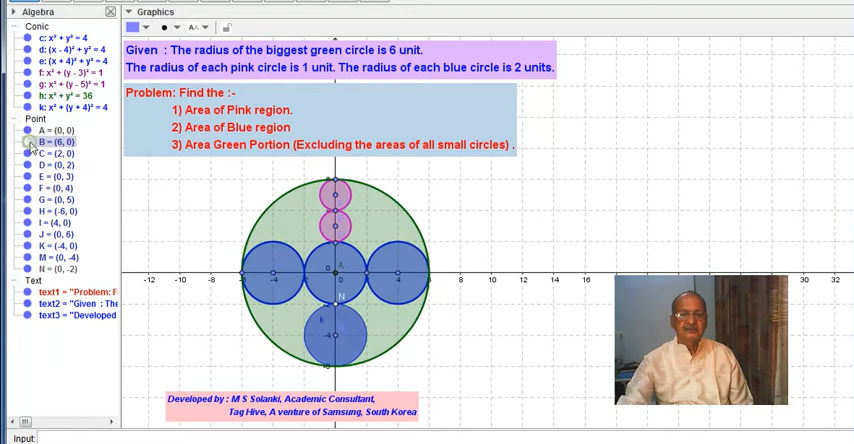 Algebra
Graphics
Conic
c: x² + y² = 4
d: (x - 4)² + y² = 4
e: (x + 4)² + y² = 4
f: x² + (y - 3)² = 1
g: x² + (y - 5)² = 1
h: x² + y² = 36
k: x² + (y + 4)² = 4
Point
A = (0, 0)
B = (6, 0)
C = (2, 0)
D = (0, 2)
E = (0, 3)
F = (0, 4)
G = (0, 5)
H = (-6, 0)
I = (4, 0)
J = (0, 6)
K = (-4, 0)
M = (0, -4)
N = (0, -2)
Text
text1 = "Problem: F
text2 = "Given : The
text3 = "Developed
Input:
AA
Given : The radius of the biggest green circle is 6 unit.
The radius of each pink circle is 1 unit. The radius of each blue circle is 2 units.
Problem: Find the :-
1) Area of Pink region.
2) Area of Blue region
3) Area Green Portion (Excluding the areas of all small circles) .
A
N
k
-12 -10 -8 0 2 4 6 8 10 12 14 16 18 20 22 24 26 28 30 32
-4
Developed by : M S Solanki, Academic Consultant,
Tag Hive, A venture of Samsung, South Korea